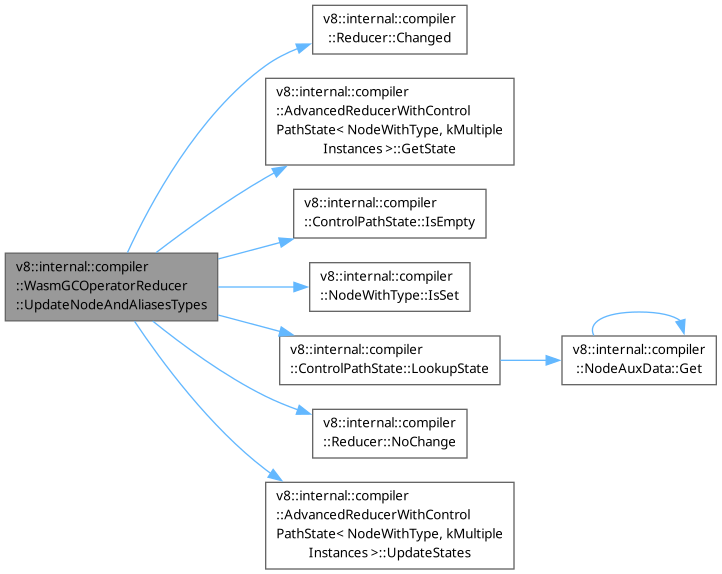 v8::internal::compiler
::Reducer::Changed
v8::internal::compiler
::AdvancedReducerWithControl
PathState< NodeWithType, kMultiple
Instances >::GetState
v8::internal::compiler
::ControlPathState::IsEmpty
v8::internal::compiler
::WasmGCOperatorReducer
::UpdateNodeAndAliasesTypes
v8::internal::compiler
::NodeWithType::IsSet
v8::internal::compiler
::ControlPathState::LookupState
v8::internal::compiler
::NodeAuxData::Get
v8::internal::compiler
::Reducer::NoChange
v8::internal::compiler
::AdvancedReducerWithControl
PathState< NodeWithType, kMultiple
Instances >::UpdateStates